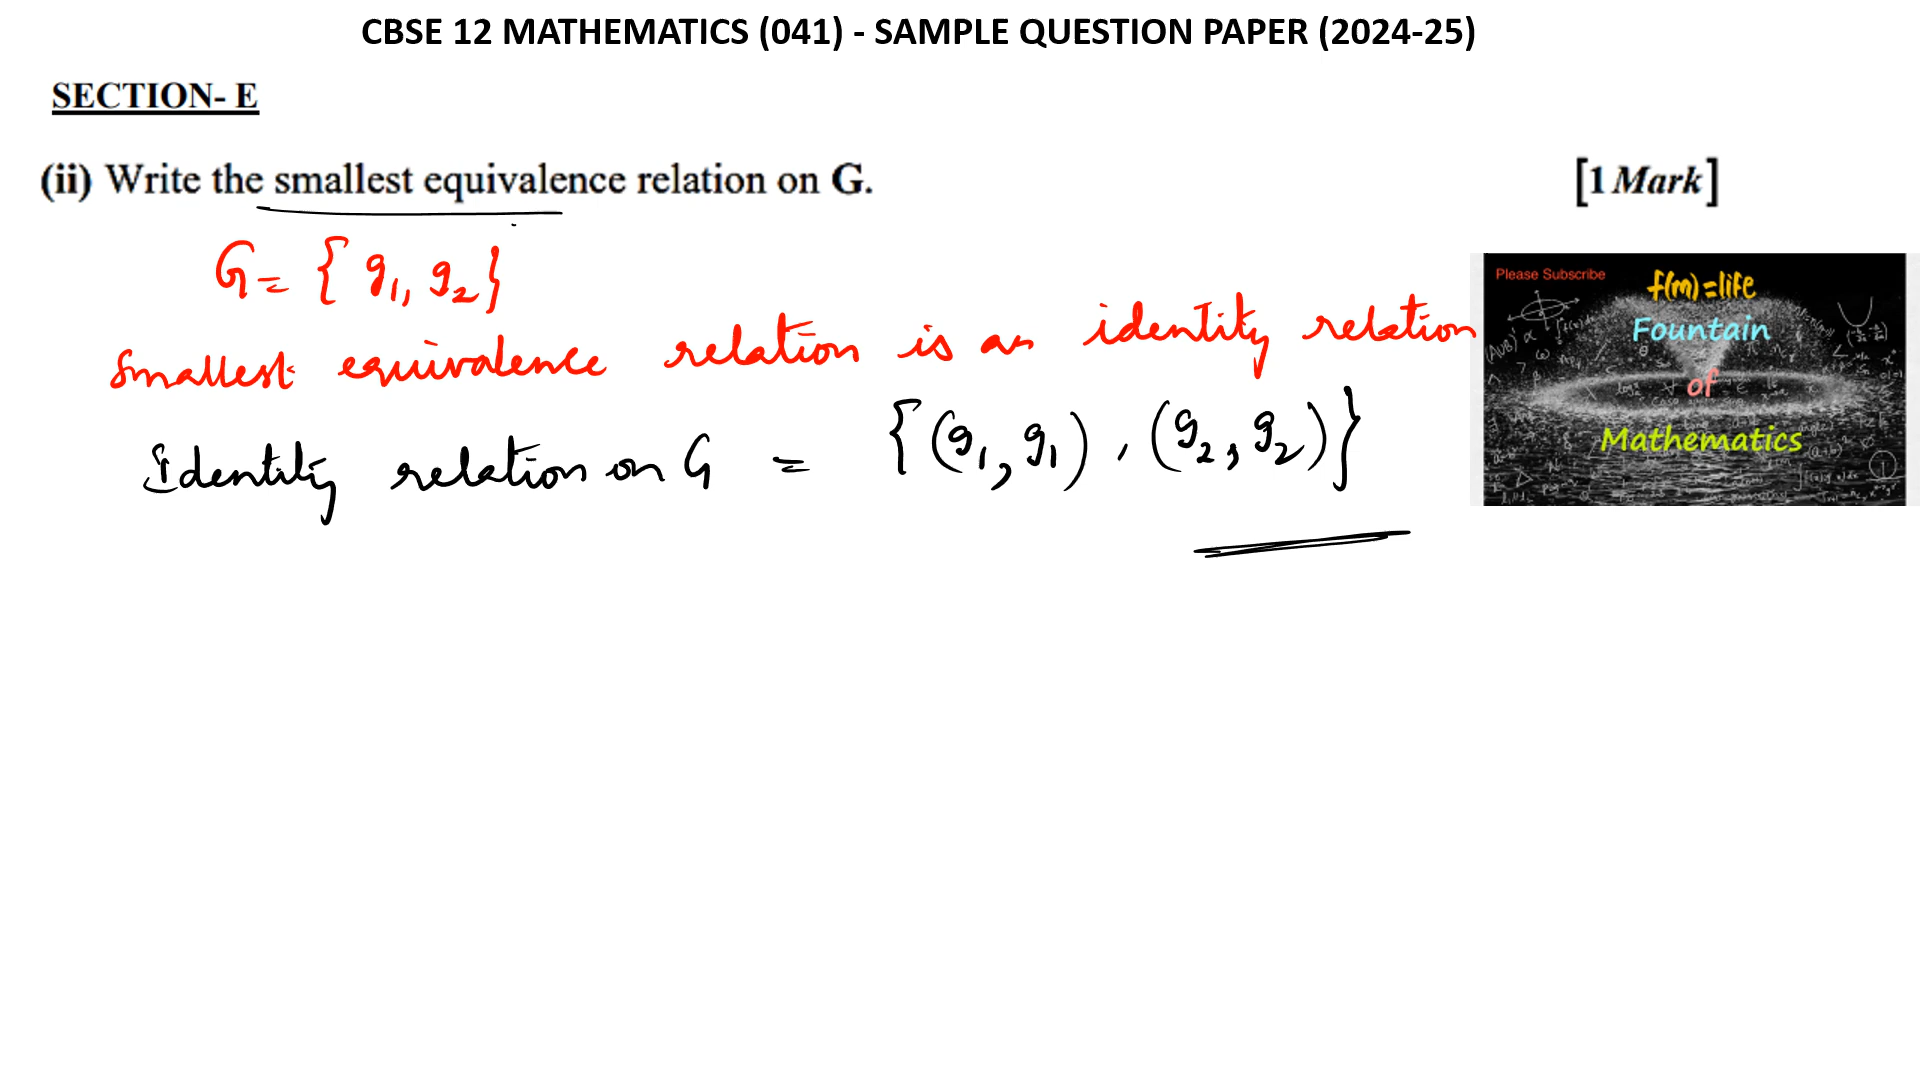 CBSE 12 MATHEMATICS (041) - SAMPLE QUESTION PAPER (2024-25)
SECTION- E
(ii) Write the smallest equivalence relation on G.
[1 Mark]
G = { g₁, g₂}
Smallest equivalence relation is an identity relation
Identity relation on G = {(g₁, g₁), (g₂, g₂)}
Please Subscribe
f(m)=life
Fountain
of
Mathematics